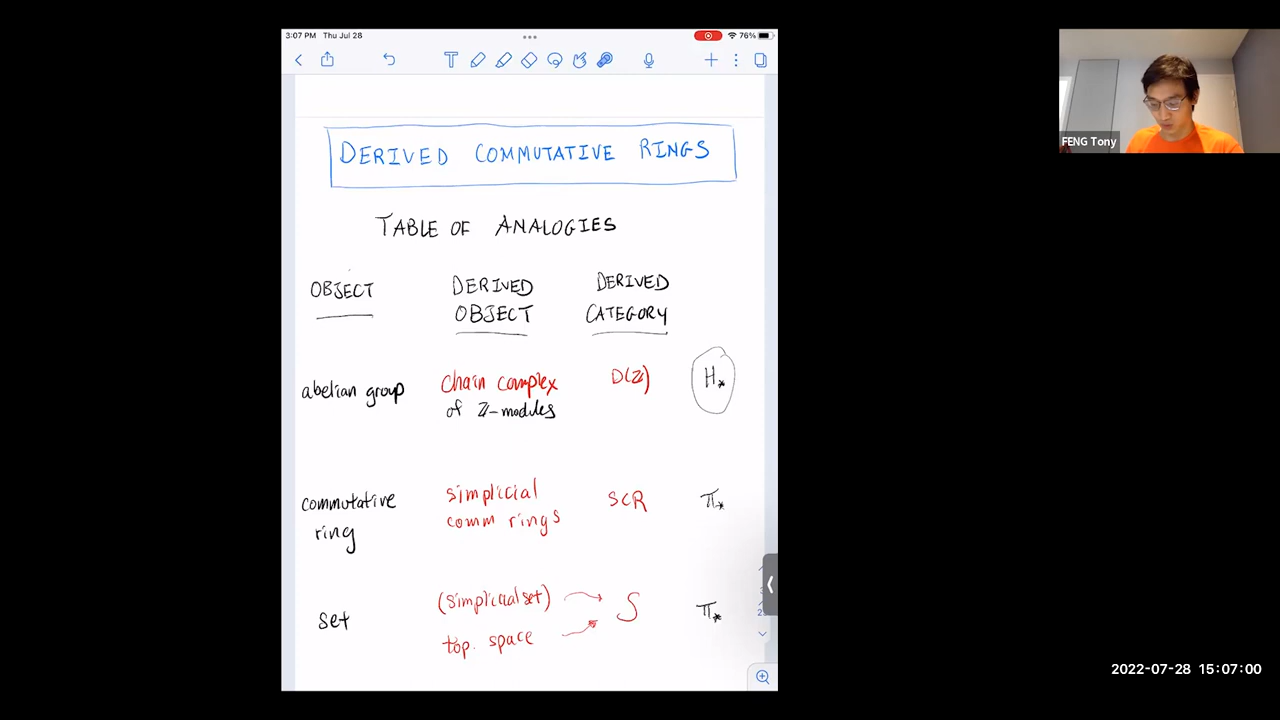 3:07 PM Thu Jul 28
76%
DERIVED COMMUTATIVE RINGS
TABLE OF ANALOGIES
OBJECT
DERIVED OBJECT
DERIVED CATEGORY
abelian group
chain complex
of ℤ-modules
D(ℤ)
H*
commutative
ring
simplicial
comm rings
SCR
π*
set
(simplicial set)
top. space
S
π*
FENG Tony
2022-07-28 15:07:00